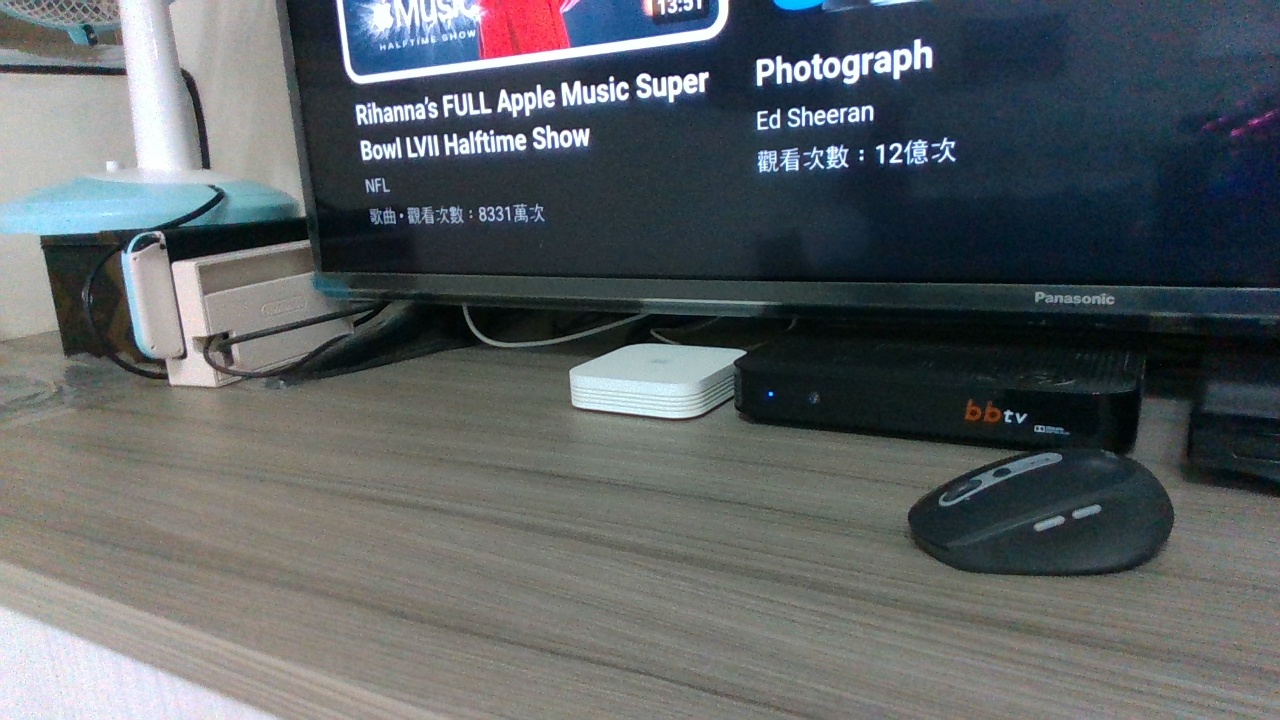 Music
HALFTIME SHOW
13:51
Rihanna's FULL Apple Music Super
Bowl LVII Halftime Show
NFL
歌曲 • 觀看次數：8331萬次
Photograph
Ed Sheeran
觀看次數：12億次
Panasonic
bbtv